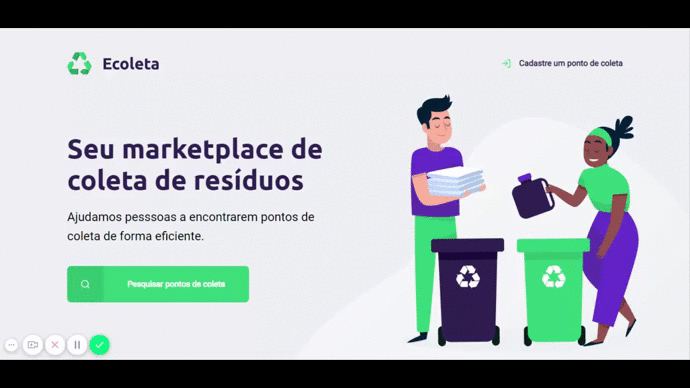 Ecoleta
Cadastre um ponto de coleta
Seu marketplace de
coleta de resíduos
Ajudamos pesssoas a encontrarem pontos de
coleta de forma eficiente.
Pesquisar pontos de coleta